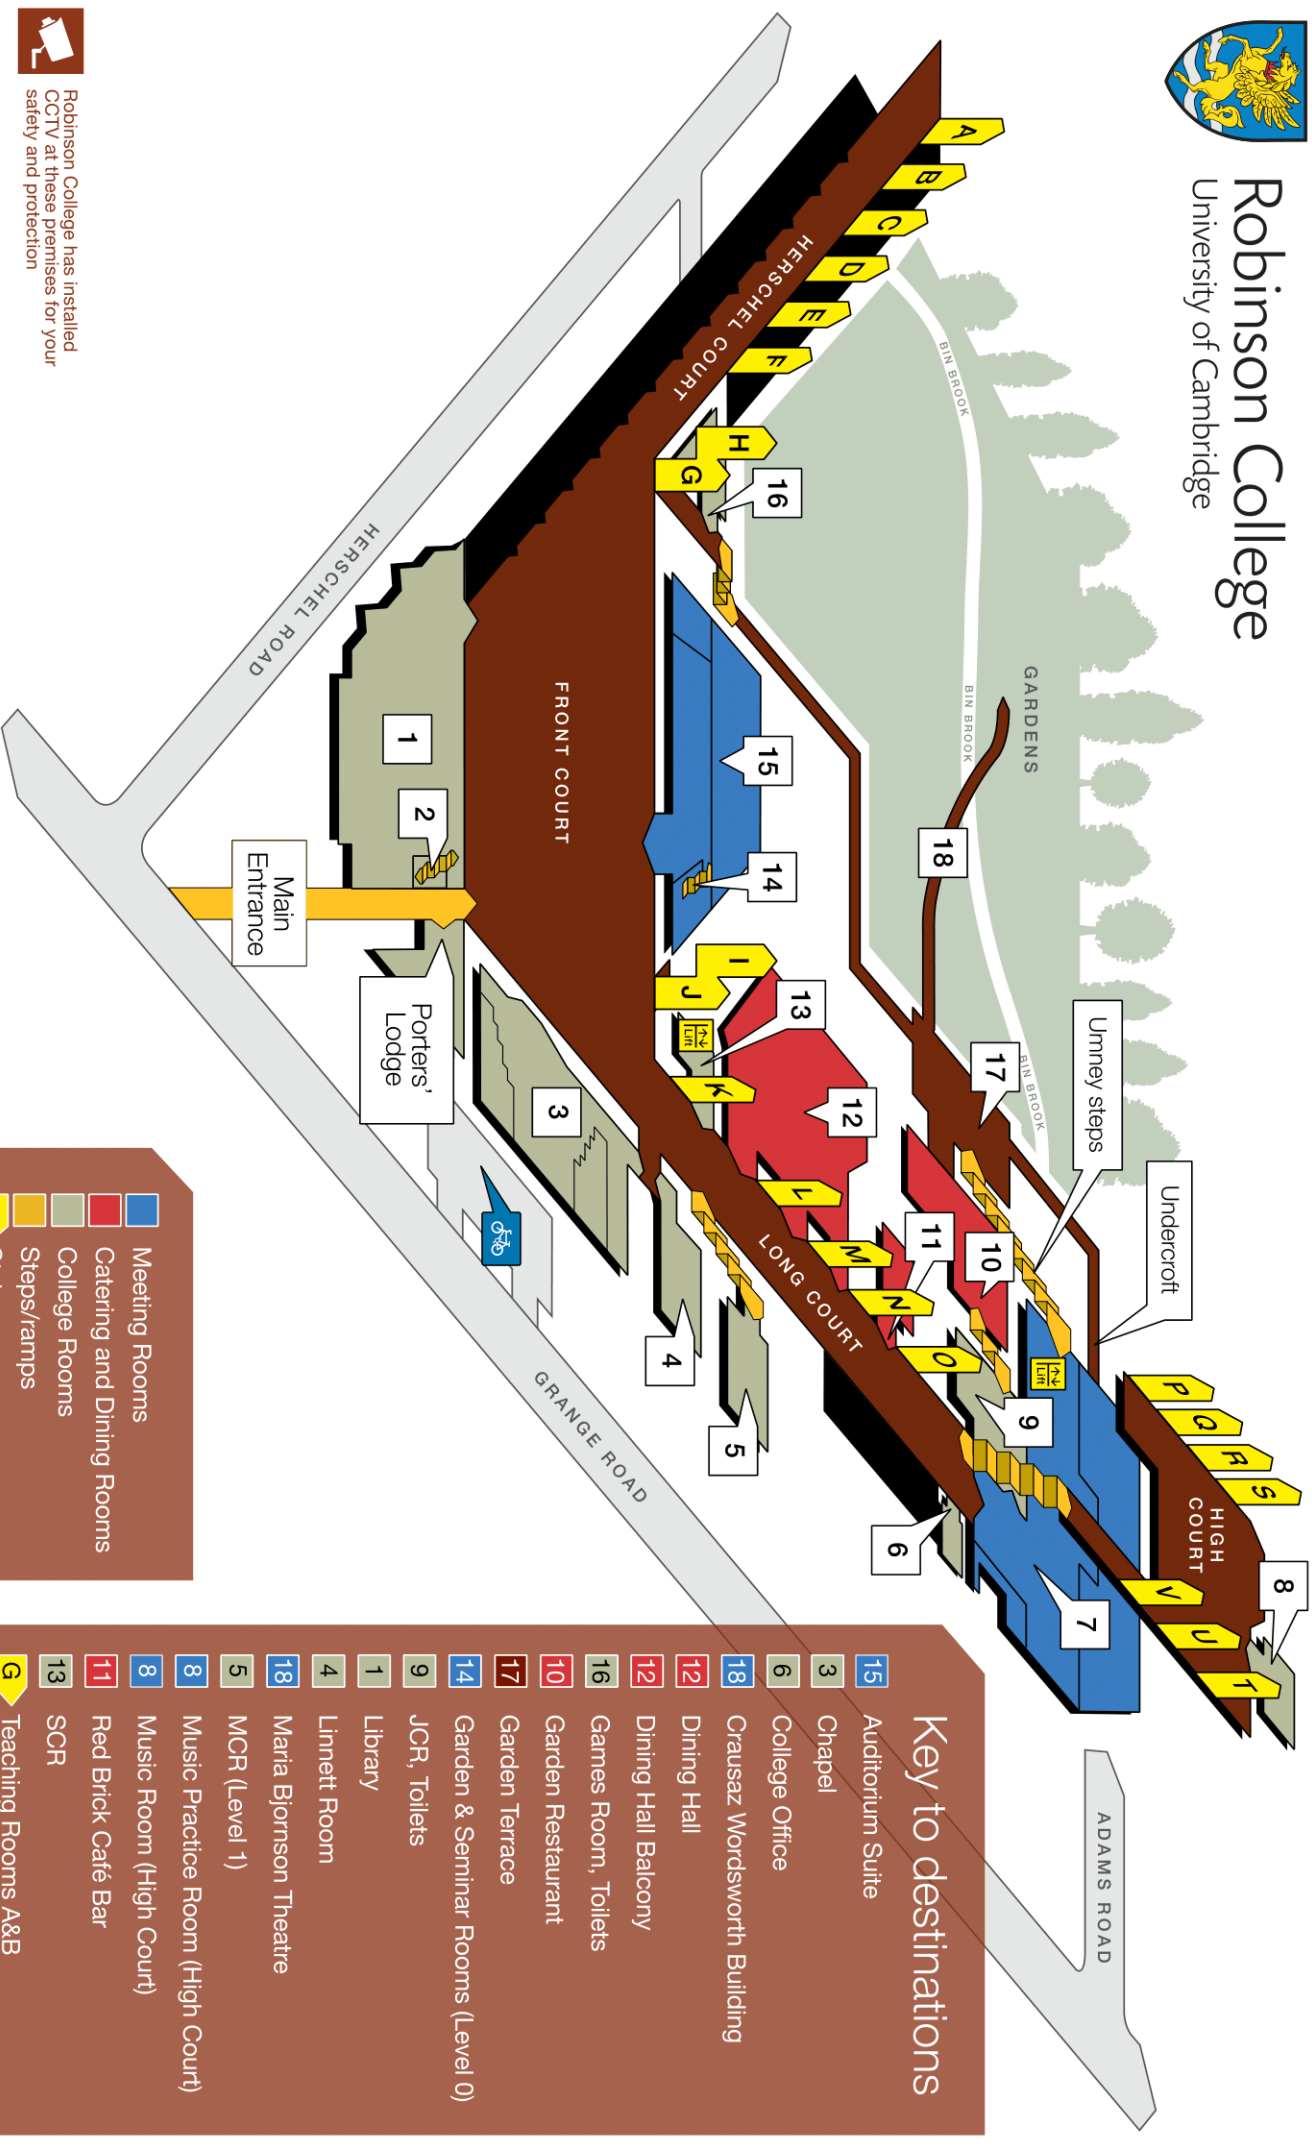 Robinson College
University of Cambridge
A
B
C
D
E
F
HERSCHEL COURT
H
G
16
BIN BROOK
GARDENS
BIN BROOK
BIN BROOK
18
17
Umney steps
Undercroft
15
14
FRONT COURT
I
J
Lift
13
K
12
L
M
N
O
11
10
LONG COURT
Lift
9
P
Q
R
S
HIGH
COURT
8
V
U
T
7
6
5
4
3
1
2
Main
Entrance
Porters'
Lodge
HERSCHEL ROAD
GRANGE ROAD
ADAMS ROAD
Robinson College has installed
CCTV at these premises for your
safety and protection
Meeting Rooms
Catering and Dining Rooms
College Rooms
Steps/ramps
Key to destinations
15 Auditorium Suite
3 Chapel
6 College Office
18 Crausaz Wordsworth Building
12 Dining Hall
12 Dining Hall Balcony
16 Games Room, Toilets
10 Garden Restaurant
17 Garden Terrace
14 Garden & Seminar Rooms (Level 0)
9 JCR, Toilets
1 Library
4 Linnett Room
18 Maria Bjornson Theatre
5 MCR (Level 1)
8 Music Practice Room (High Court)
8 Music Room (High Court)
11 Red Brick Café Bar
13 SCR
G Teaching Rooms A&B